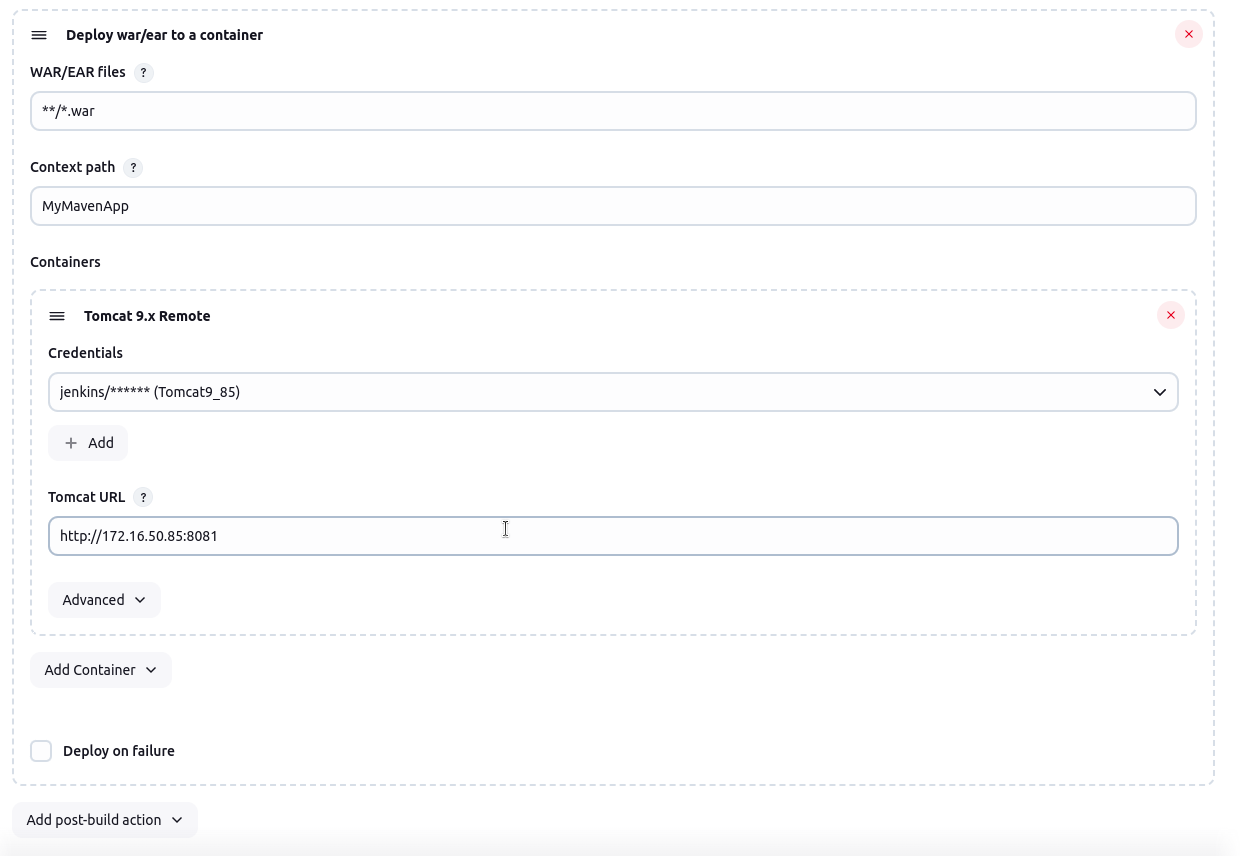 Deploy war/ear to a container
WAR/EAR files ?
**/*.war
Context path ?
MyMavenApp
Containers
Tomcat 9.x Remote
Credentials
jenkins/****** (Tomcat9_85)
+ Add
Tomcat URL ?
http://172.16.50.85:8081
Advanced
Add Container
Deploy on failure
Add post-build action